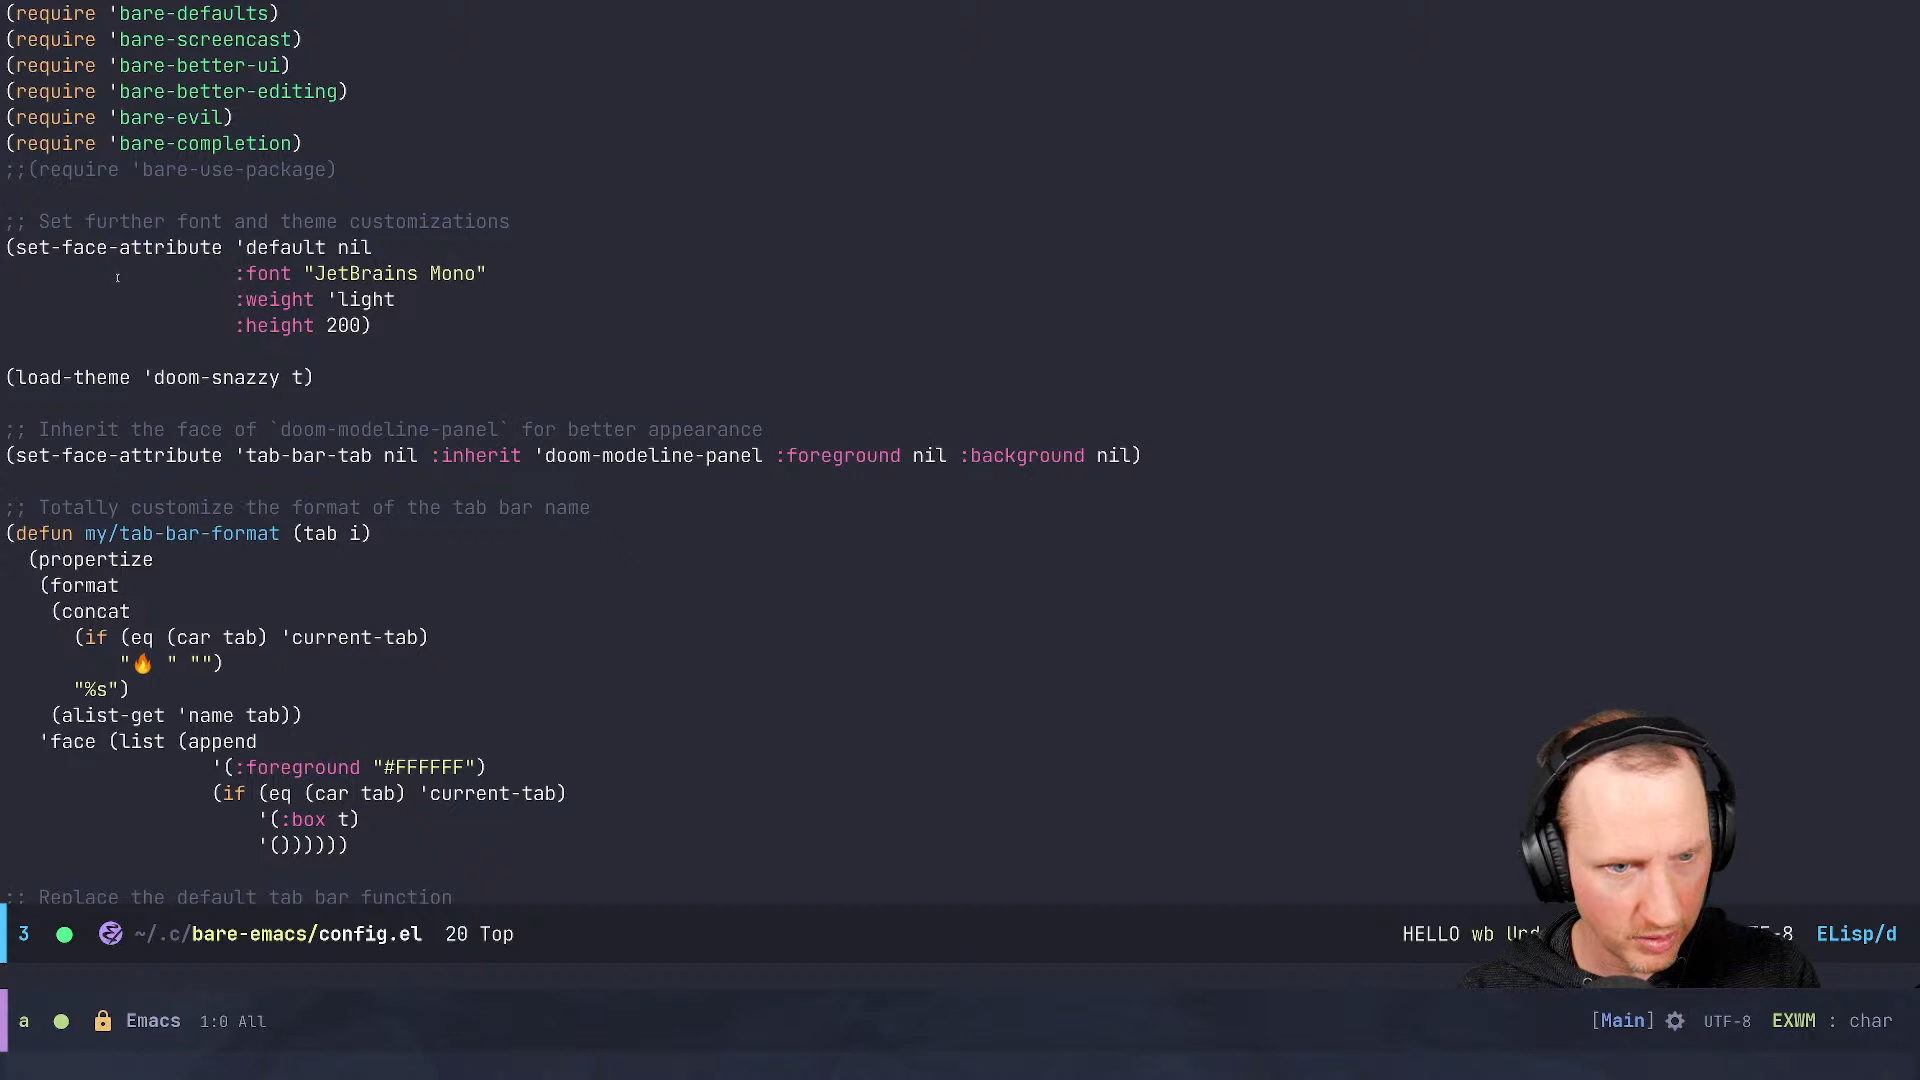 (require 'bare-defaults)
(require 'bare-screencast)
(require 'bare-better-ui)
(require 'bare-better-editing)
(require 'bare-evil)
(require 'bare-completion)
;;(require 'bare-use-package)
;; Set further font and theme customizations
(set-face-attribute 'default nil
:font "JetBrains Mono"
:weight 'light
:height 200)
(load-theme 'doom-snazzy t)
;; Inherit the face of `doom-modeline-panel` for better appearance
(set-face-attribute 'tab-bar-tab nil :inherit 'doom-modeline-panel :foreground nil :background nil)
;; Totally customize the format of the tab bar name
(defun my/tab-bar-format (tab i)
(propertize
(format
(concat
(if (eq (car tab) 'current-tab)
"🔥 " "")
"%s")
(alist-get 'name tab))
'face (list (append
'(:foreground "#FFFFFF")
(if (eq (car tab) 'current-tab)
'(:box t)
'())))))
;; Replace the default tab bar function
3 ~/.c/bare-emacs/config.el 20 Top HELLO wb TF-8 ELisp/d
a Emacs 1:0 All [Main] UTF-8 EXWM : char